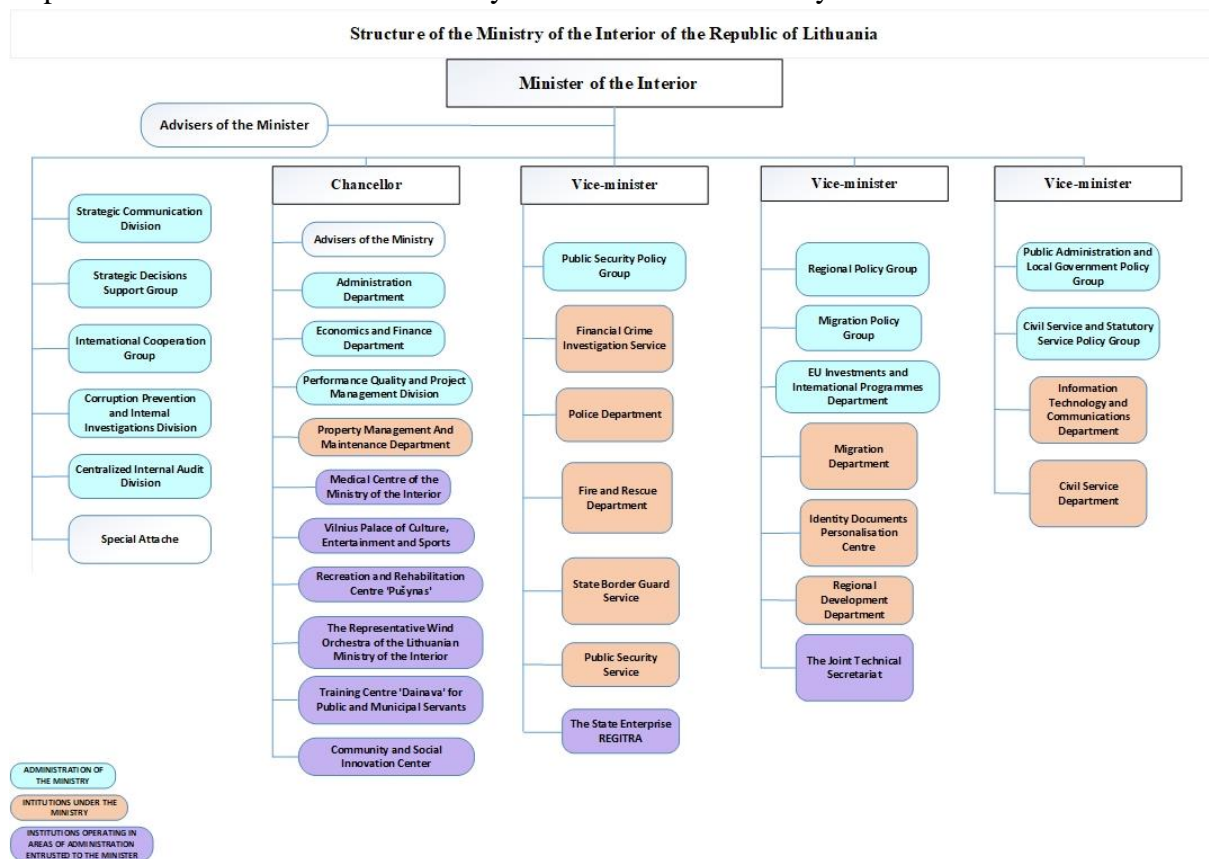 Structure of the Ministry of the Interior of the Republic of Lithuania
Minister of the Interior
Advisers of the Minister
Strategic Communication
Division
Strategic Decisions
Support Group
International Cooperation
Group
Corruption Prevention
and Internal
Investigations Division
Centralized Internal Audit
Division
Special Attache
Chancellor
Advisers of the Ministry
Administration
Department
Economics and Finance
Department
Performance Quality and Project
Management Division
Property Management And
Maintenance Department
Medical Centre of the
Ministry of the Interior
Vilnius Palace of Culture,
Entertainment and Sports
Recreation and Rehabilitation
Centre 'Pušynas'
The Representative Wind
Orchestra of the Lithuanian
Ministry of the Interior
Training Centre 'Dainava' for
Public and Municipal Servants
Community and Social
Innovation Center
Vice-minister
Public Security Policy
Group
Financial Crime
Investigation Service
Police Department
Fire and Rescue
Department
State Border Guard
Service
Public Security
Service
The State Enterprise
REGITRA
Vice-minister
Regional Policy Group
Migration Policy
Group
EU Investments and
International Programmes
Department
Migration
Department
Identity Documents
Personalisation
Centre
Regional
Development
Department
The Joint Technical
Secretariat
Vice-minister
Public Administration and
Local Government Policy
Group
Civil Service and Statutory
Service Policy Group
Information
Technology and
Communications
Department
Civil Service
Department
ADMINISTRATION OF
THE MINISTRY
INTITUTIONS UNDER THE
MINISTRY
INSTITUTIONS OPERATING IN
AREAS OF ADMINISTRATION
ENTRUSTED TO THE MINISTER